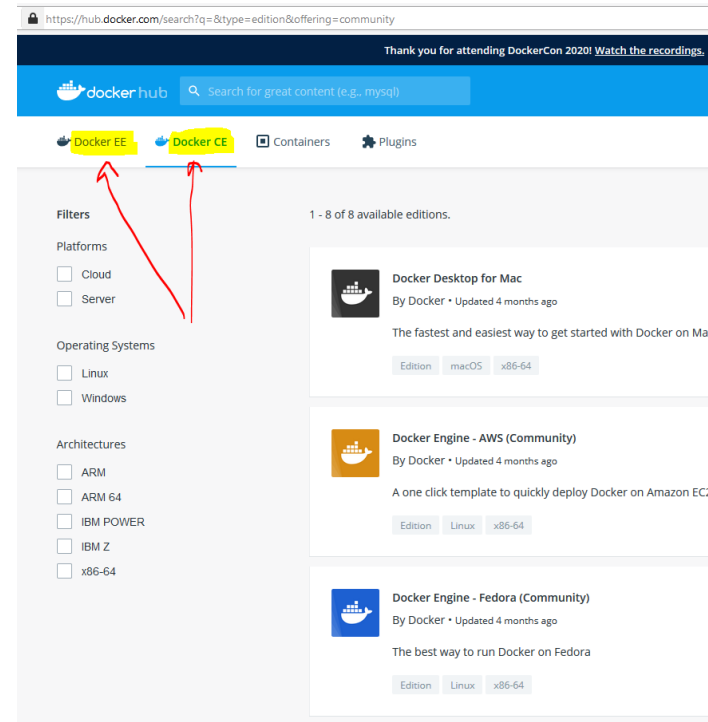 https://hub.docker.com/search?q=&type=edition&offering=community
Thank you for attending DockerCon 2020! Watch the recordings.
docker hub
Search for great content (e.g., mysql)
Docker EE
Docker CE
Containers
Plugins
Filters
Platforms
Cloud
Server
Operating Systems
Linux
Windows
Architectures
ARM
ARM 64
IBM POWER
IBM Z
x86-64
1 - 8 of 8 available editions.
Docker Desktop for Mac
By Docker • Updated 4 months ago
The fastest and easiest way to get started with Docker on Ma
Edition macOS x86-64
Docker Engine - AWS (Community)
By Docker • Updated 4 months ago
A one click template to quickly deploy Docker on Amazon EC2
Edition Linux x86-64
Docker Engine - Fedora (Community)
By Docker • Updated 4 months ago
The best way to run Docker on Fedora
Edition Linux x86-64